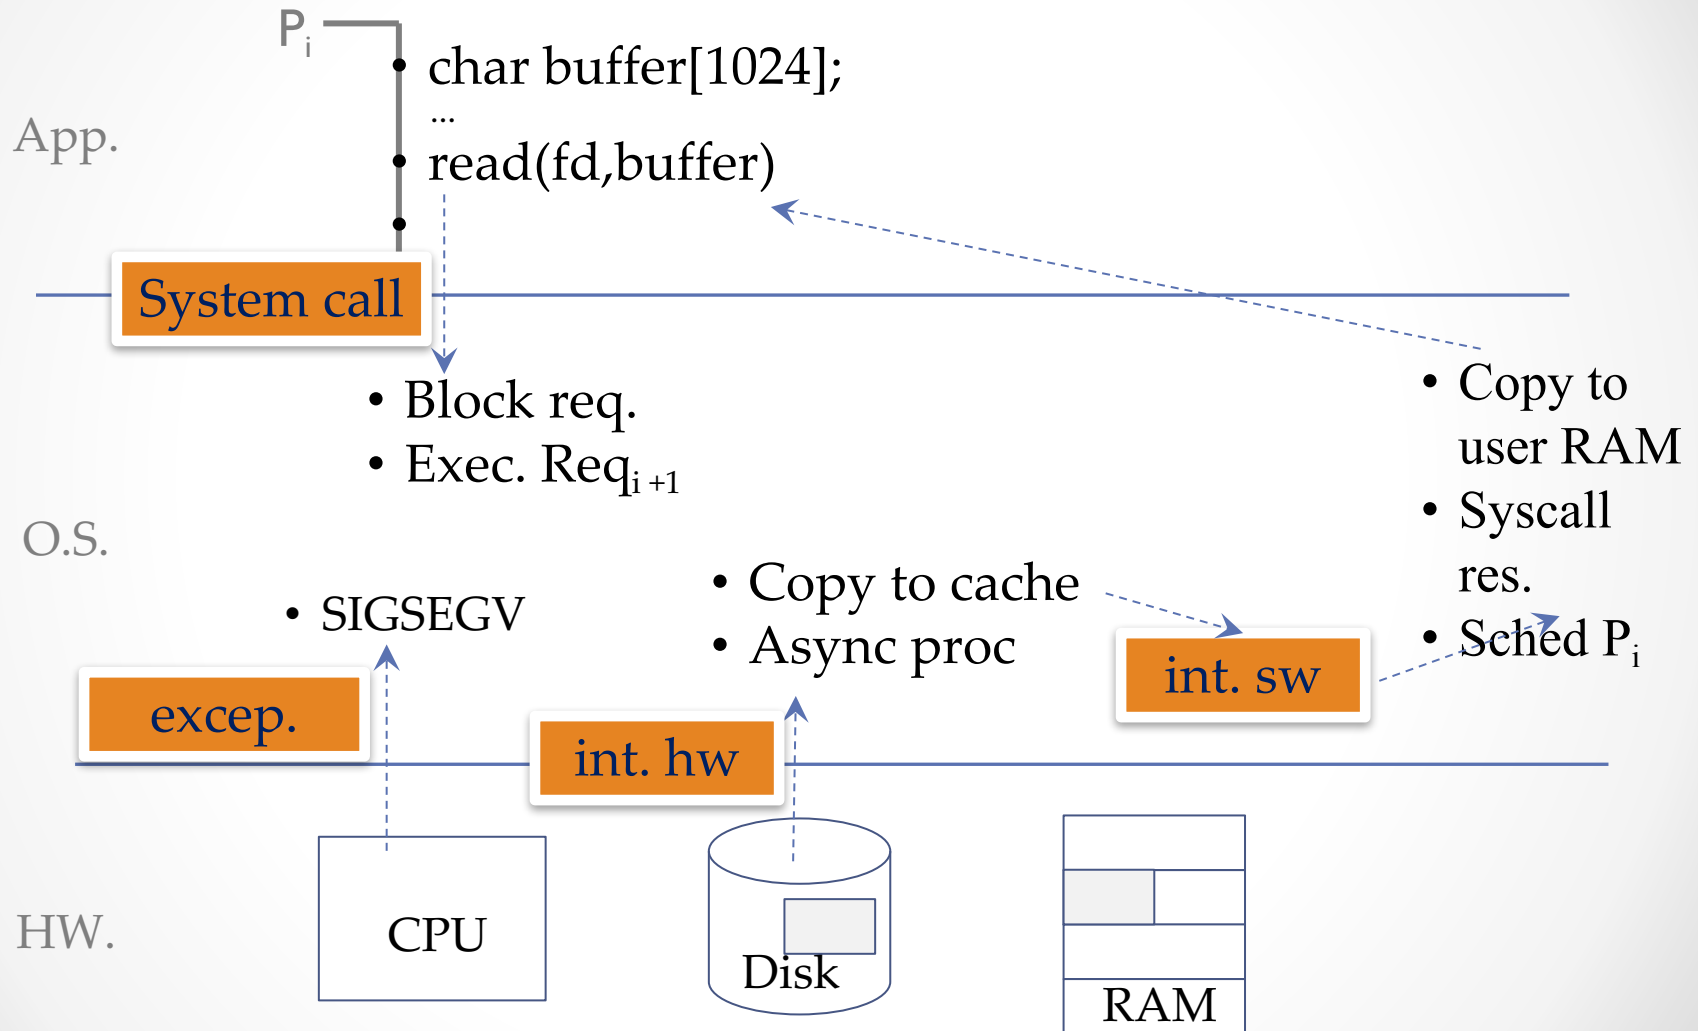 Pi
• char buffer[1024];
...
App.
• read(fd,buffer)
•
System call
• Block req.
• Exec. Reqi +1
• Copy to
user RAM
• Syscall
res.
• Sched Pi
O.S.
• SIGSEGV
• Copy to cache
• Async proc
excep.
int. hw
int. sw
HW.
CPU
Disk
RAM